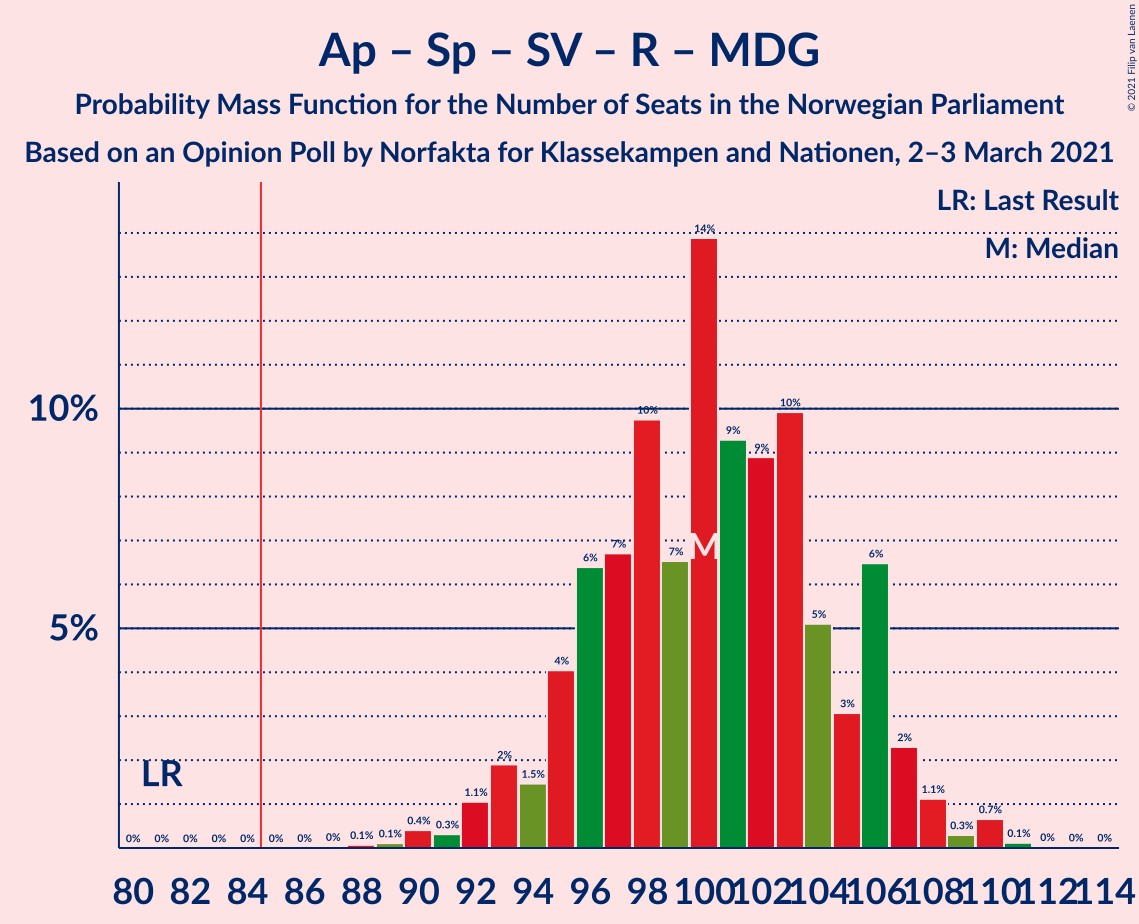 Ap – Sp – SV – R – MDG
Probability Mass Function for the Number of Seats in the Norwegian Parliament
Based on an Opinion Poll by Norfakta for Klassekampen and Nationen, 2–3 March 2021
© 2021 Filip van Laenen
LR: Last Result
M: Median
10%
5%
LR
M
0% 0% 0% 0% 0% 0% 0% 0% 0.1% 0.1% 0.4% 0.3% 1.1% 2% 1.5% 4% 6% 7% 10% 7% 14% 9% 9% 10% 5% 3% 6% 2% 1.1% 0.3% 0.7% 0.1% 0% 0% 0%
80 82 84 86 88 90 92 94 96 98 100 102 104 106 108 110 112 114